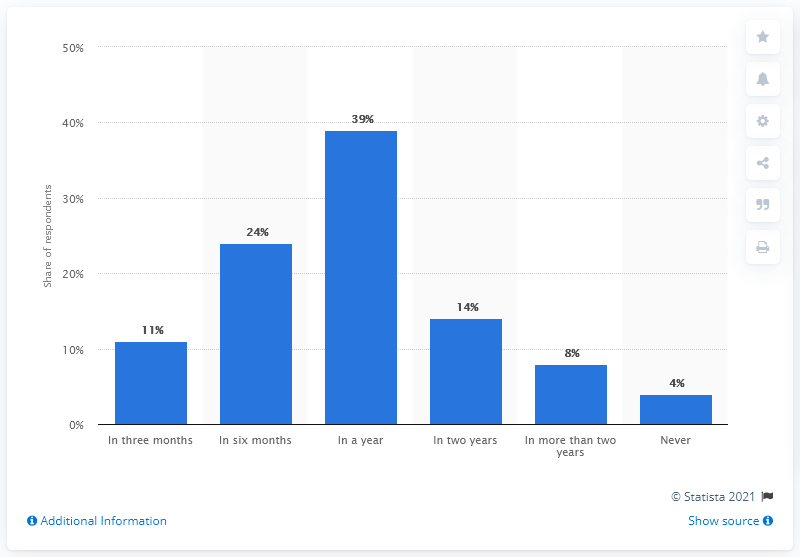 50%
40%
30%
20%
10%
0%
Share of respondents
11%
24%
39%
14%
8%
4%
In three months
In six months
In a year
In two years
In more than two
years
Never
© Statista 2021
Additional Information
Show source